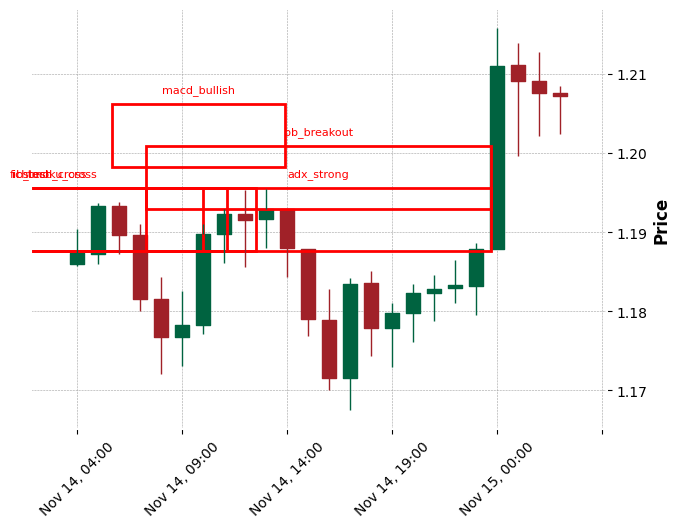 macd_bullish
bb_breakout
adx_strong
1.21
1.20
1.19
1.18
1.17
Price
Nov 14, 04:00
Nov 14, 09:00
Nov 14, 14:00
Nov 14, 19:00
Nov 15, 00:00